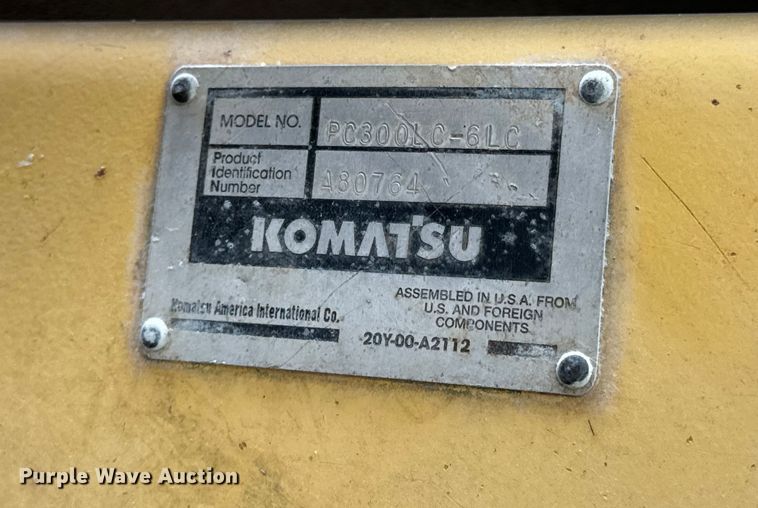 MODEL NO. PC300LC-6LC
Product
Identification
Number A80764
KOMATSU
Komatsu America International Co.
ASSEMBLED IN U.S.A. FROM
U.S. AND FOREIGN
COMPONENTS
20Y-00-A2112
Purple Wave Auction